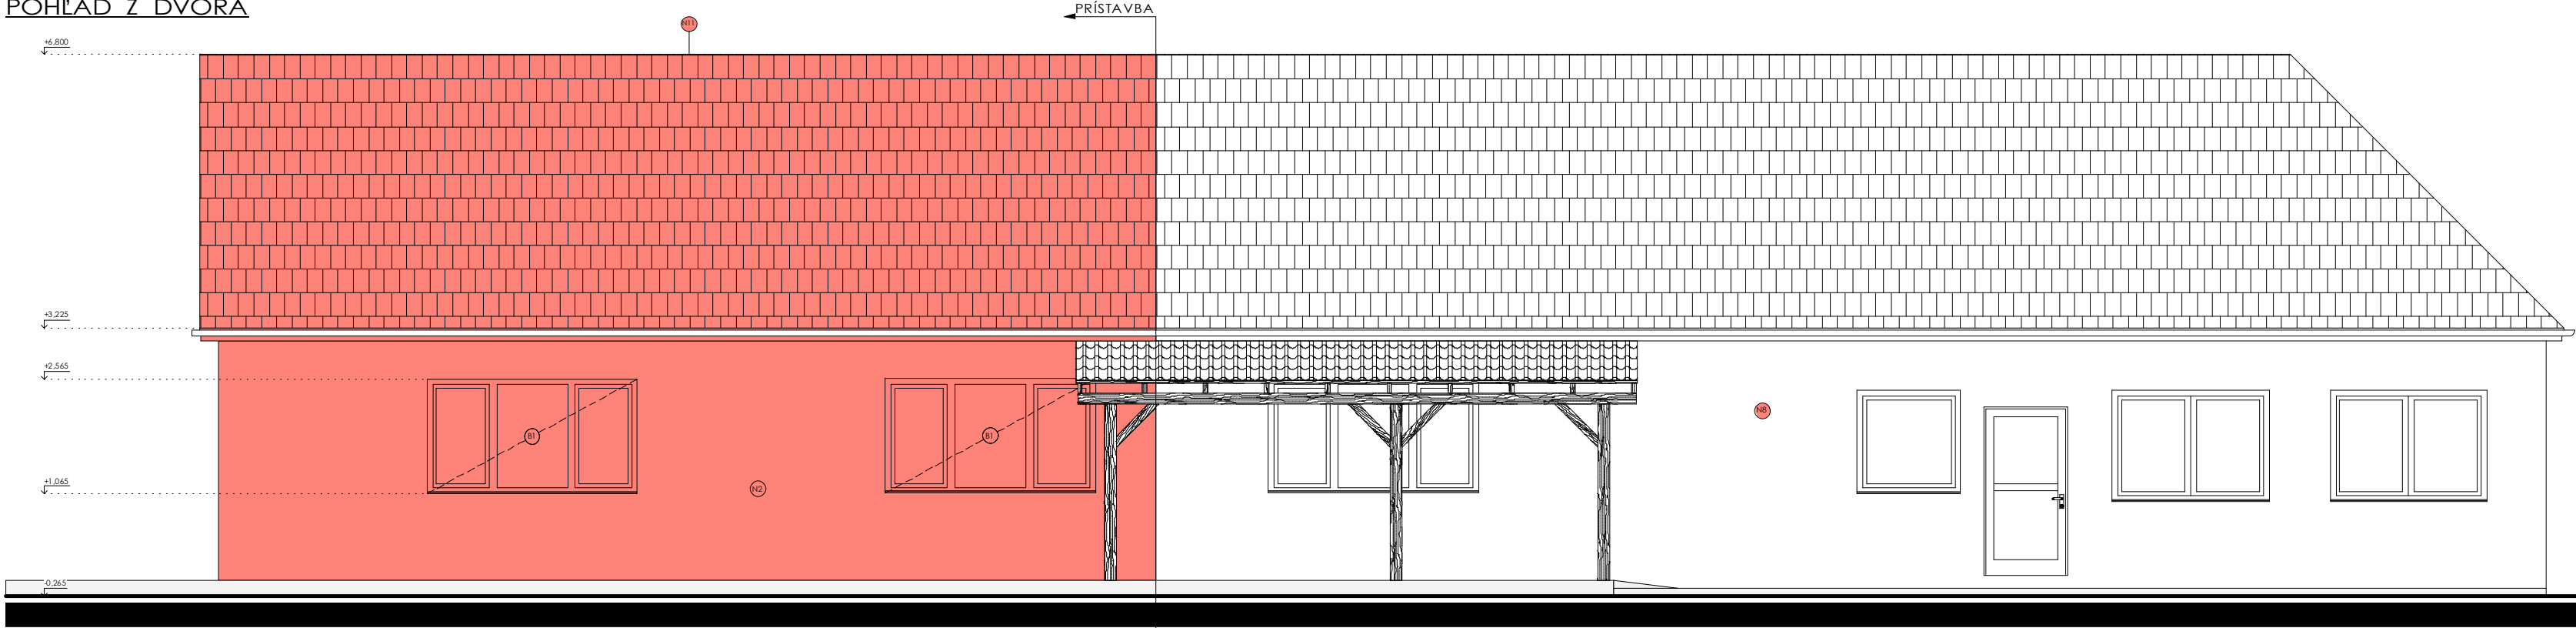 POHĽAD Z DVORA
PRÍSTAVBA
N11
+6,800
+3,225
+2,565
B1
B1
N8
+1,065
N2
-0,265